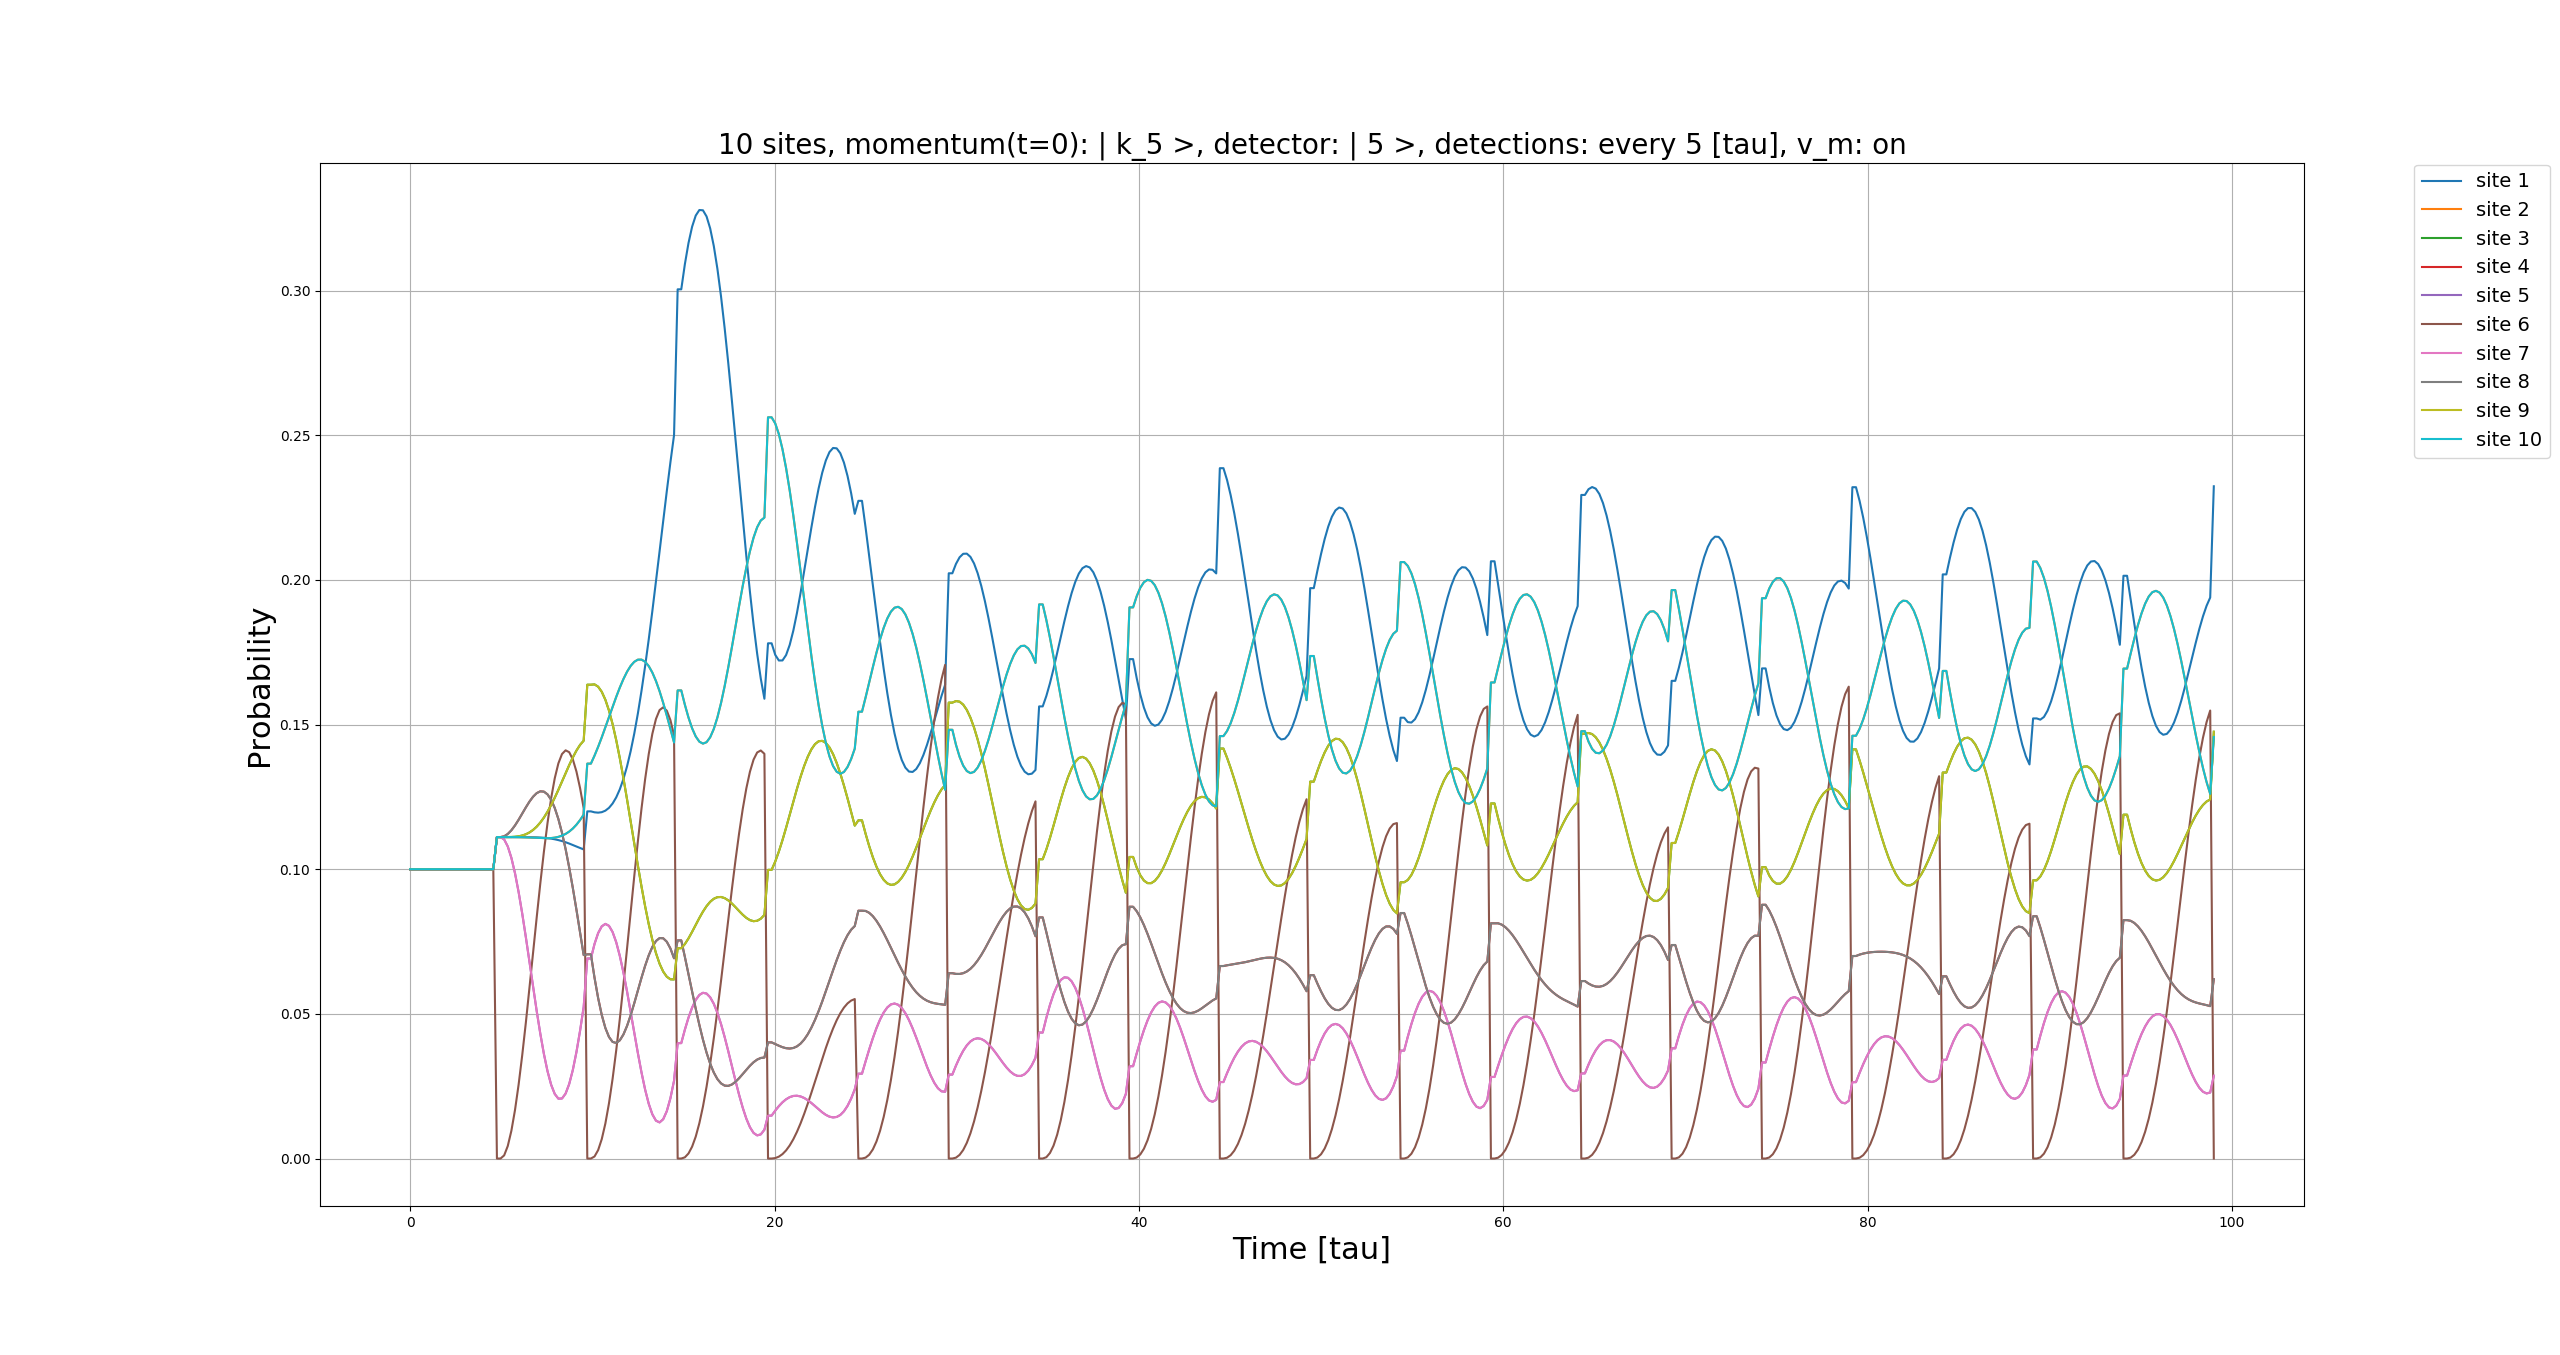 10 sites, momentum(t=0): | k_5 >, detector: | 5 >, detections: every 5 [tau], v_m: on
site 1
site 2
site 3
site 4
site 5
site 6
site 7
site 8
site 9
site 10
Probability
0.30
0.25
0.20
0.15
0.10
0.05
0.00
0
20
40
60
80
100
Time [tau]